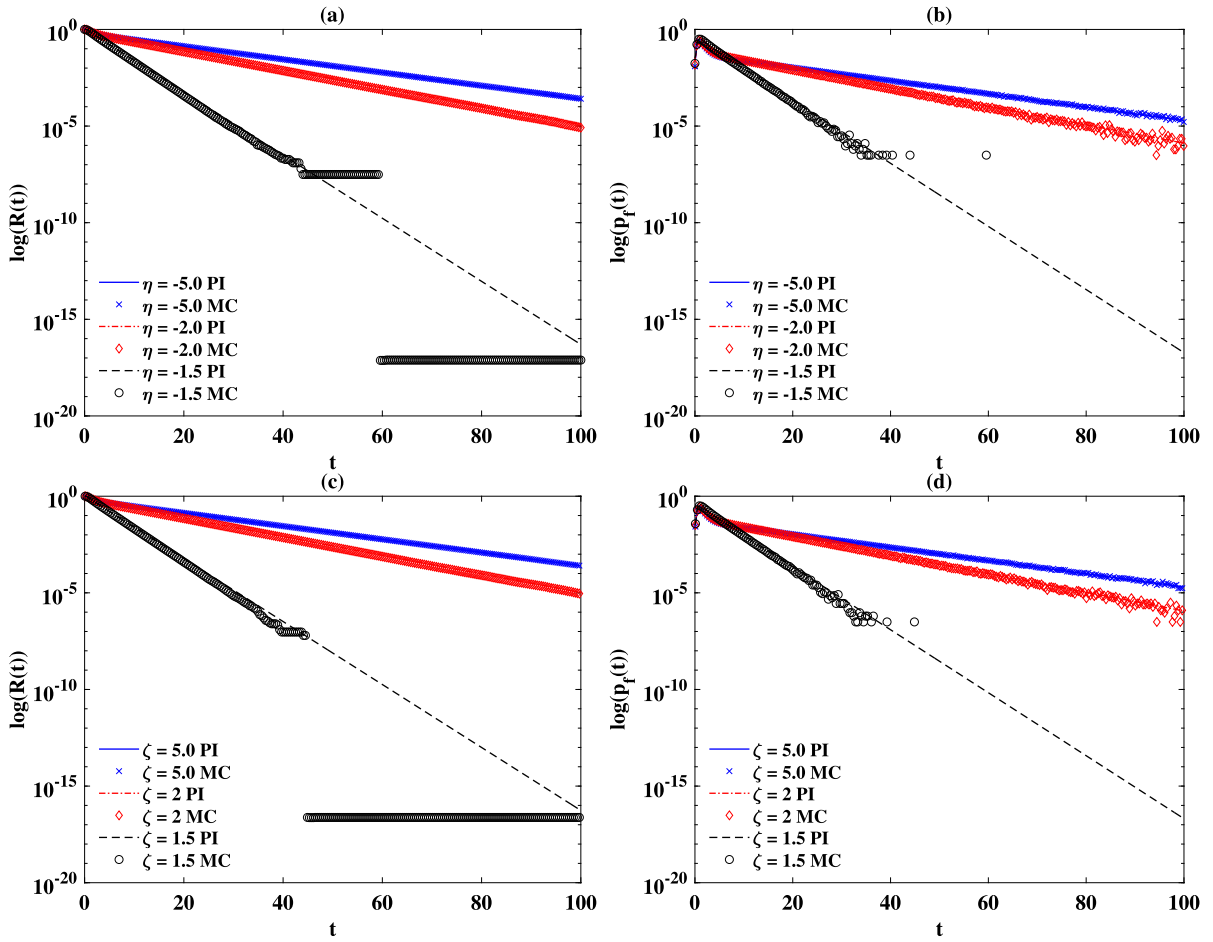 (a)
log(R(t))
10^0
10^-5
10^-10
10^-15
10^-20
0 20 40 60 80 100
t
η = -5.0 PI
η = -5.0 MC
η = -2.0 PI
η = -2.0 MC
η = -1.5 PI
η = -1.5 MC
(b)
log(p_f(t))
10^0
10^-5
10^-10
10^-15
10^-20
0 20 40 60 80 100
t
η = -5.0 PI
η = -5.0 MC
η = -2.0 PI
η = -2.0 MC
η = -1.5 PI
η = -1.5 MC
(c)
log(R(t))
10^0
10^-5
10^-10
10^-15
10^-20
0 20 40 60 80 100
t
ζ = 5.0 PI
ζ = 5.0 MC
ζ = 2 PI
ζ = 2 MC
ζ = 1.5 PI
ζ = 1.5 MC
(d)
log(p_f(t))
10^0
10^-5
10^-10
10^-15
10^-20
0 20 40 60 80 100
t
ζ = 5.0 PI
ζ = 5.0 MC
ζ = 2 PI
ζ = 2 MC
ζ = 1.5 PI
ζ = 1.5 MC